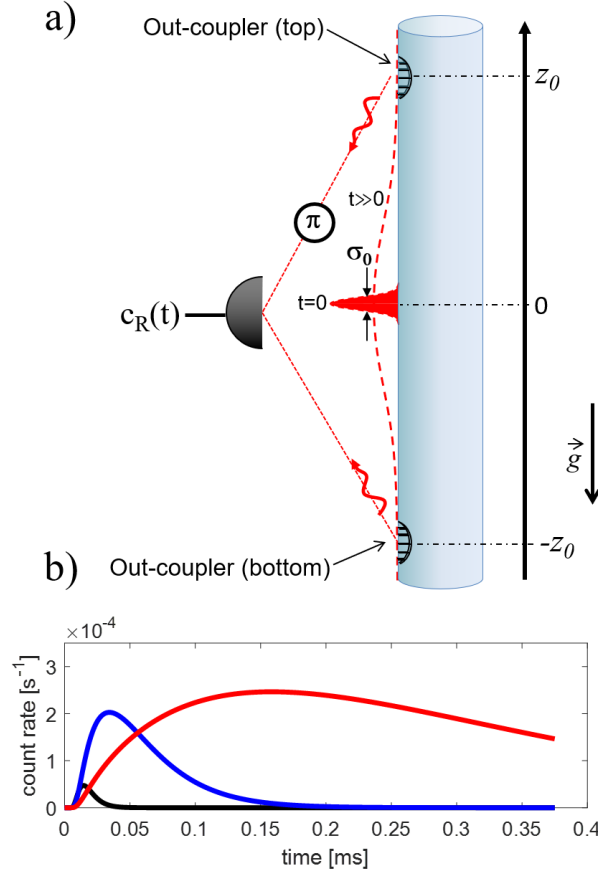 a)
Out-coupler (top)
z₀
π
t≫0
σ₀
t=0
0
c_R(t)
g⃗
Out-coupler (bottom)
-z₀
b)
×10⁻⁴
3
2
1
0
count rate [s⁻¹]
0 0.05 0.1 0.15 0.2 0.25 0.3 0.35 0.4
time [ms]